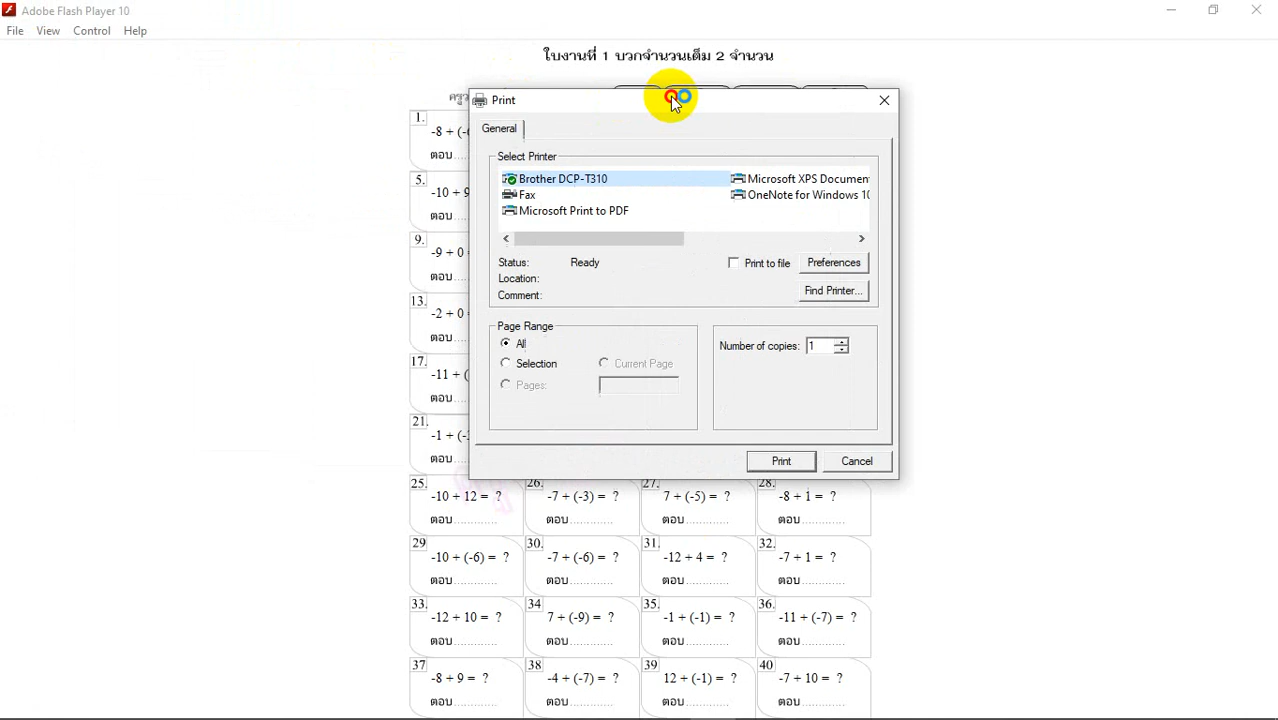 Adobe Flash Player 10
File View Control Help
ใบงานที่ 1 บวกจำนวนเต็ม 2 จำนวน
Print
General
Select Printer
Brother DCP-T310
Microsoft XPS Documen
Fax
OneNote for Windows 10
Microsoft Print to PDF
Status: Ready
Print to file
Preferences
Location:
Find Printer...
Comment:
Page Range
All
Selection
Current Page
Pages:
Number of copies: 1
Print
Cancel
1.
-8 +
ตอบ.....
5.
-10 + 9
ตอบ.....
9.
-9 + 0
ตอบ.....
13.
-2 + 0 =
ตอบ.....
17.
-11 + (
ตอบ.....
21.
-1 +
ตอบ.....
25. 26. 27. 28.
-10 + 12 = ? -7 + (-3) = ? 7 + (-5) = ? -8 + 1 = ?
ตอบ............ ตอบ............ ตอบ............ ตอบ............
29. 30. 31. 32.
-10 + (-6) = ? -7 + (-6) = ? -12 + 4 = ? -7 + 1 = ?
ตอบ............ ตอบ............ ตอบ............ ตอบ............
33. 34 35. 36.
-12 + 10 = ? 7 + (-9) = ? -1 + (-1) = ? -11 + (-7) = ?
ตอบ............ ตอบ............ ตอบ............ ตอบ............
37 38 39 40
-8 + 9 = ? -4 + (-7) = ? 12 + (-1) = ? -7 + 10 = ?
ตอบ............ ตอบ............ ตอบ............ ตอบ............